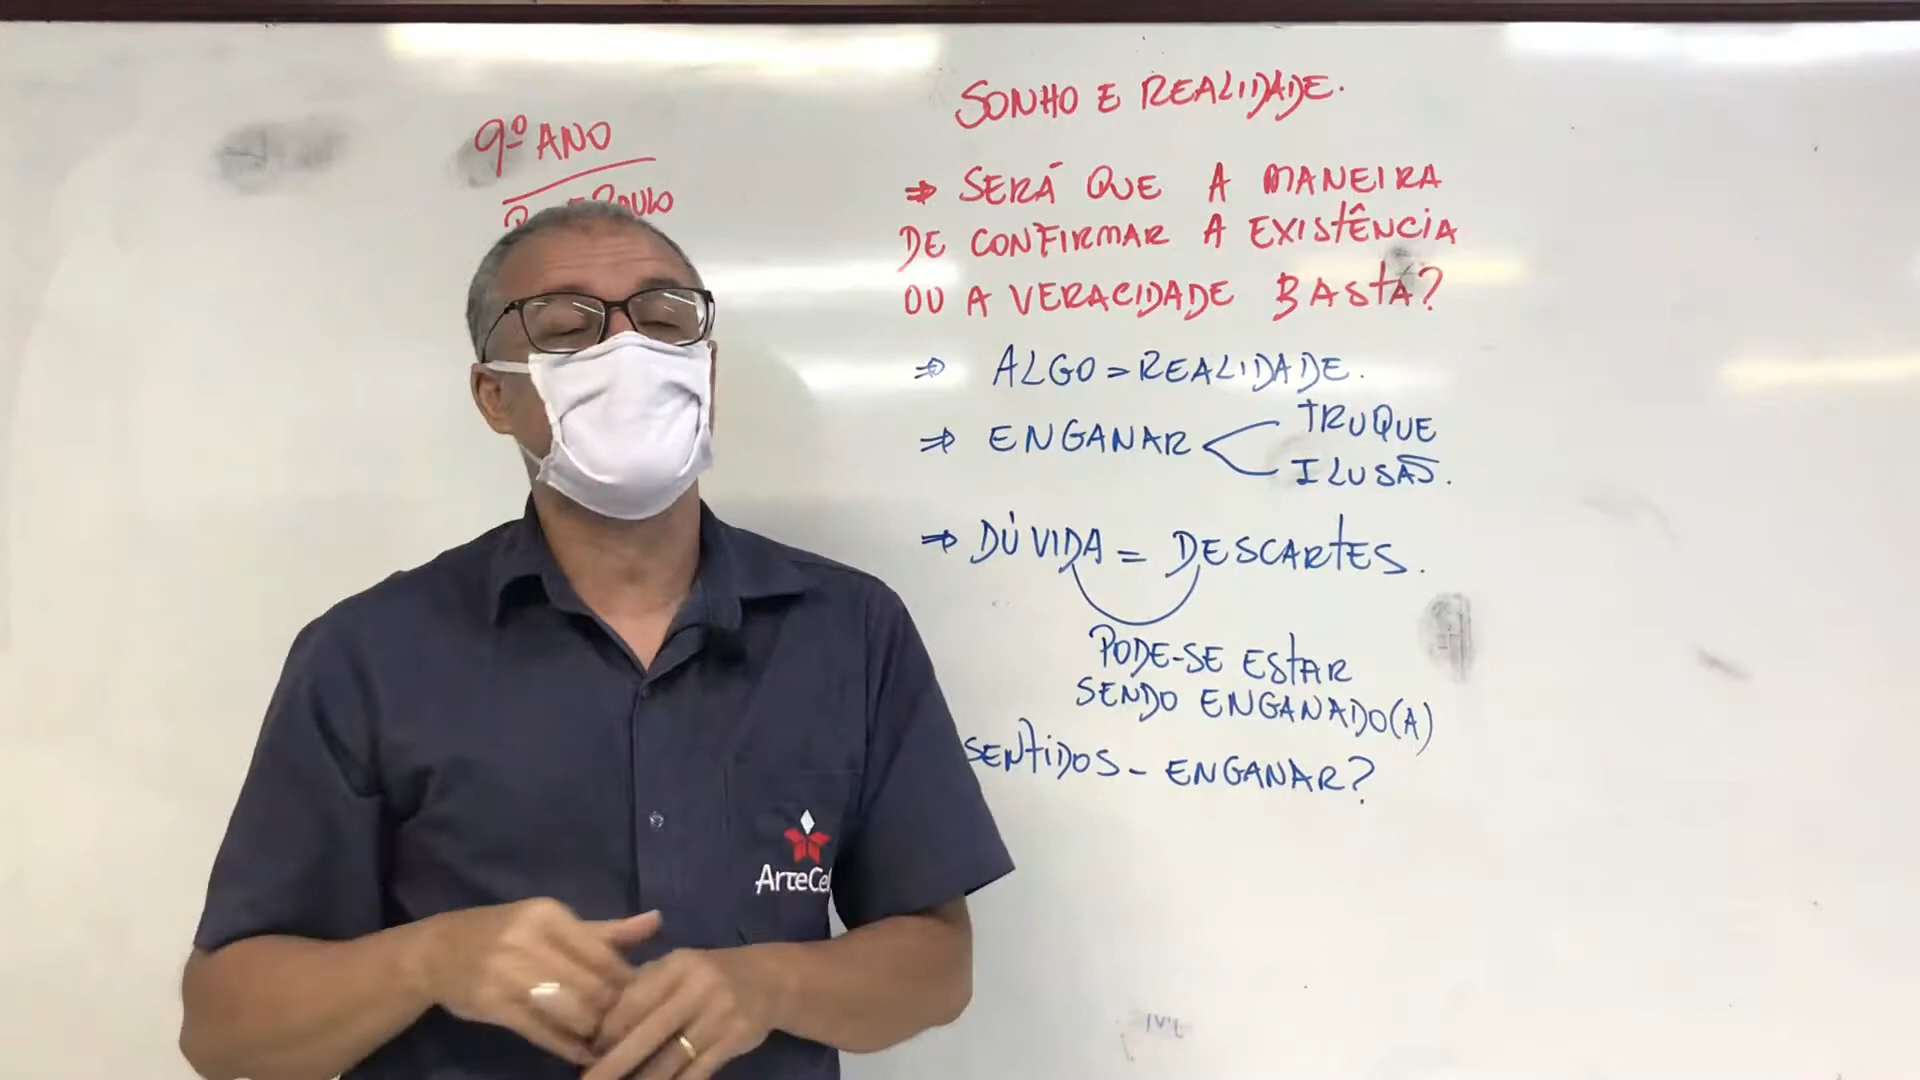 9º ANO
SONHO E REALIDADE.
⇒ SERÁ QUE A MANEIRA
DE CONFIRMAR A EXISTÊNCIA
OU A VERACIDADE BASTA?
⇒ ALGO = REALIDADE.
⇒ ENGANAR
TRUQUE
ILUSÃO.
⇒ DÚVIDA = DESCARTES.
PODE-SE ESTAR
SENDO ENGANADO(A)
SENTIDOS - ENGANAR?
ArteCe